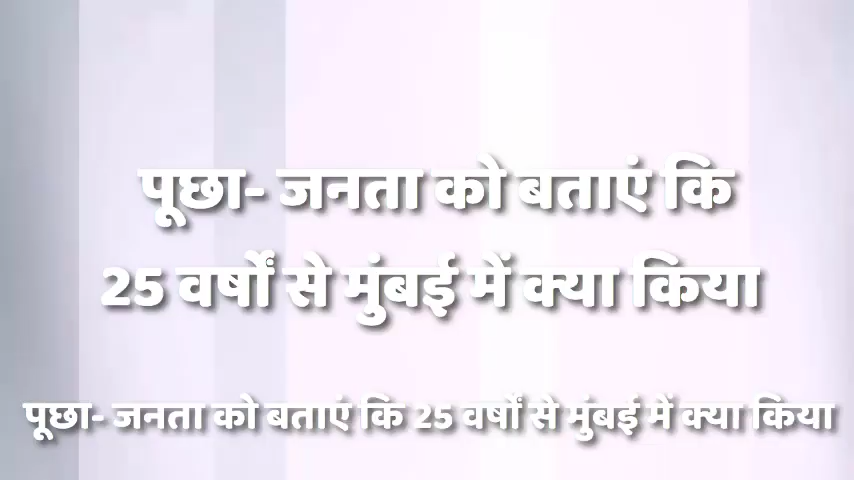 पूछा- जनता को बताएं कि
25 वर्षों से मुंबई में क्या किया
पूछा- जनता को बताएं कि 25 वर्षों से मुंबई में क्या किया